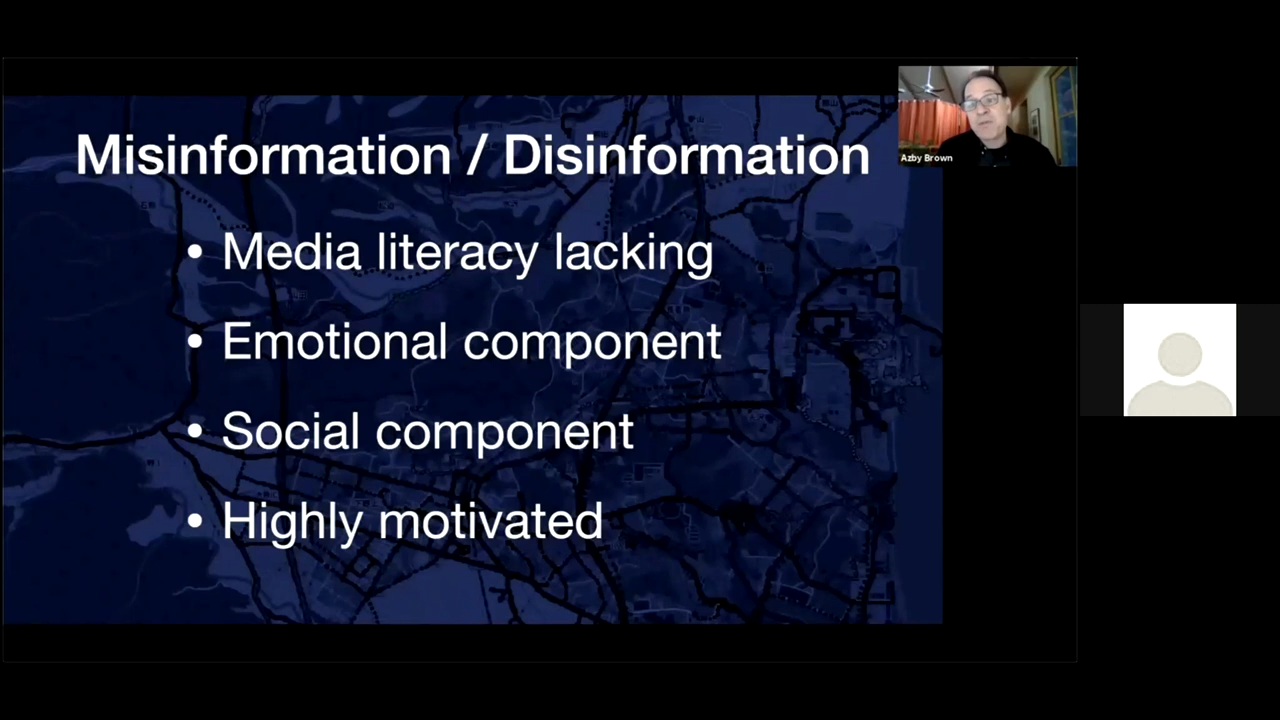 Misinformation / Disinformation
• Media literacy lacking
• Emotional component
• Social component
• Highly motivated
Azby Brown